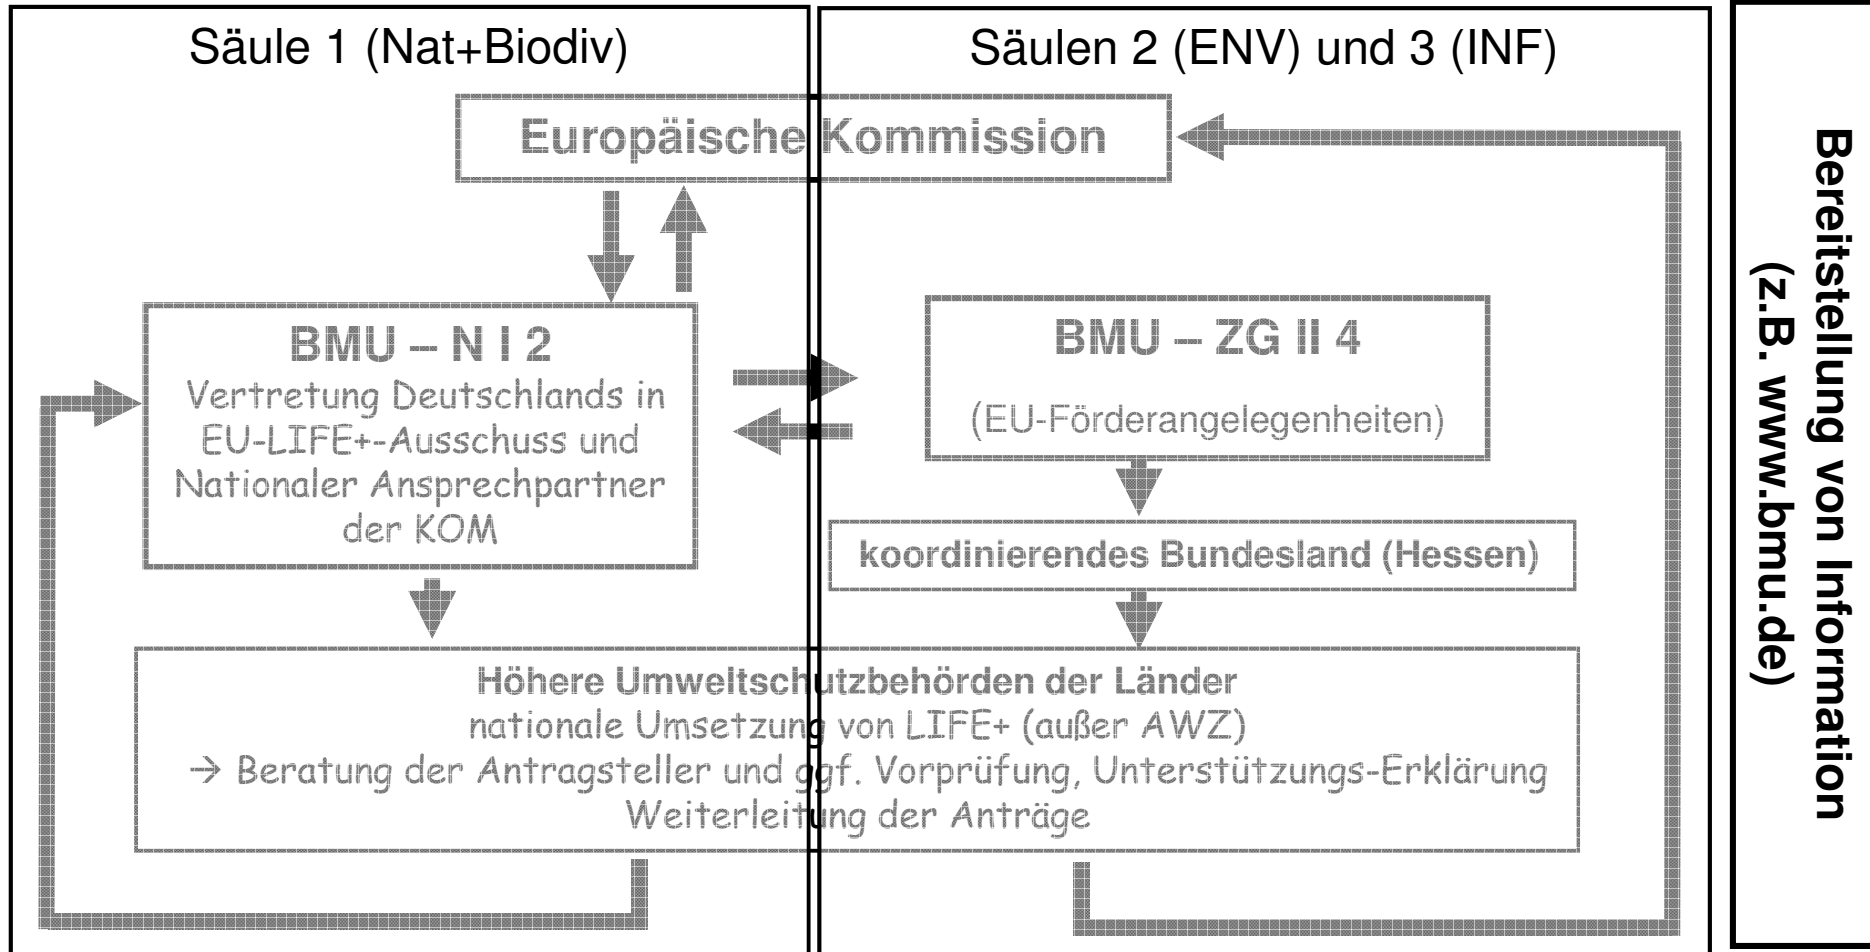 Säule 1 (Nat+Biodiv)
Säulen 2 (ENV) und 3 (INF)
Europäische Kommission
BMU – N I 2
Vertretung Deutschlands in
EU-LIFE+-Ausschuss und
Nationaler Ansprechpartner
der KOM
BMU – ZG II 4
(EU-Förderangelegenheiten)
koordinierendes Bundesland (Hessen)
Höhere Umweltschutzbehörden der Länder
nationale Umsetzung von LIFE+ (außer AWZ)
→ Beratung der Antragsteller und ggf. Vorprüfung, Unterstützungs-Erklärung
Weiterleitung der Anträge
Bereitstellung von Information
(z.B. www.bmu.de)